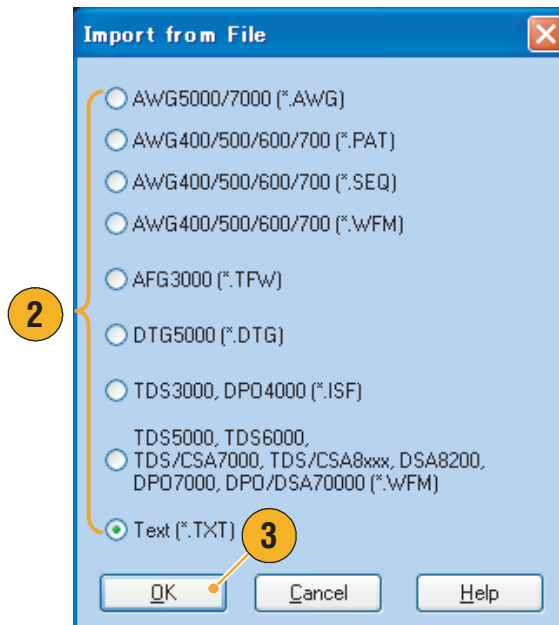 Import from File
AWG5000/7000 (*.AWG)
AWG400/500/600/700 (*.PAT)
AWG400/500/600/700 (*.SEQ)
AWG400/500/600/700 (*.WFM)
AFG3000 (*.TFW)
2
DTG5000 (*.DTG)
TDS3000, DPO4000 (*.ISF)
TDS5000, TDS6000,
TDS/CSA7000, TDS/CSA8xxx, DSA8200,
DPO7000, DPO/DSA70000 (*.WFM)
Text (*.TXT)
3
OK Cancel Help